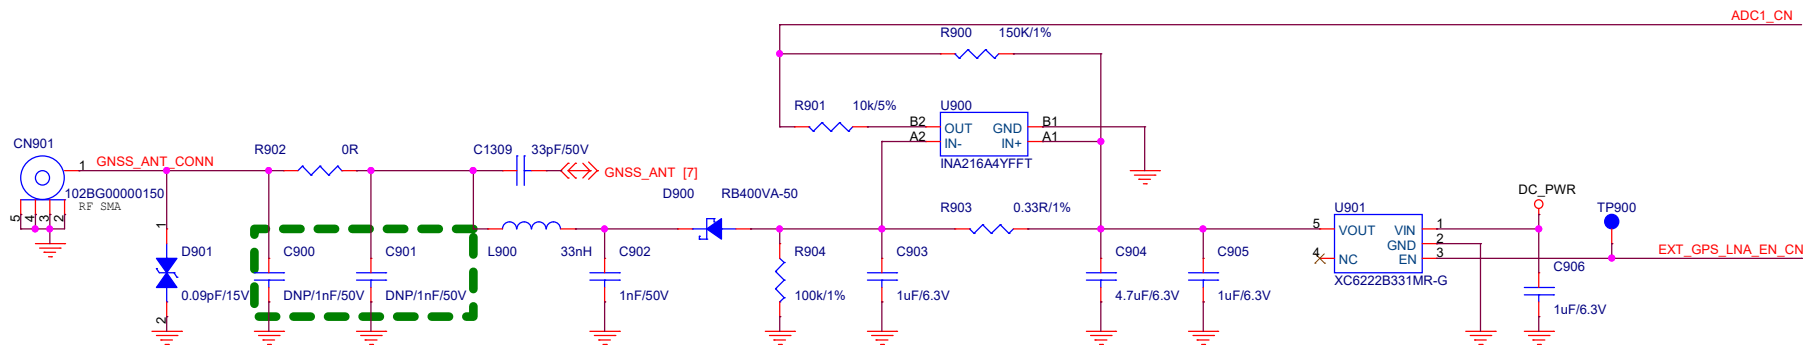 ADC1_CN
R900 150K/1%
R901 10k/5% U900
B2 OUT GND B1
A2 IN- IN+ A1
INA216A4YFFT
CN901
1 GNSS_ANT_CONN R902 0R C1309 33pF/50V
GNSS_ANT [7]
102BG00000150
RF SMA
5 4 3 2
D900 RB400VA-50
R903 0.33R/1%
DC_PWR
U901 TP900
5 VOUT VIN 1
GND 2
4 NC EN 3
XC6222B331MR-G
EXT_GPS_LNA_EN_CN
1
D901 C900 C901 L900 33nH C902 R904 C903 C904 C905
C906
0.09pF/15V DNP/1nF/50V DNP/1nF/50V 1nF/50V 100k/1% 1uF/6.3V 4.7uF/6.3V 1uF/6.3V
1uF/6.3V
2